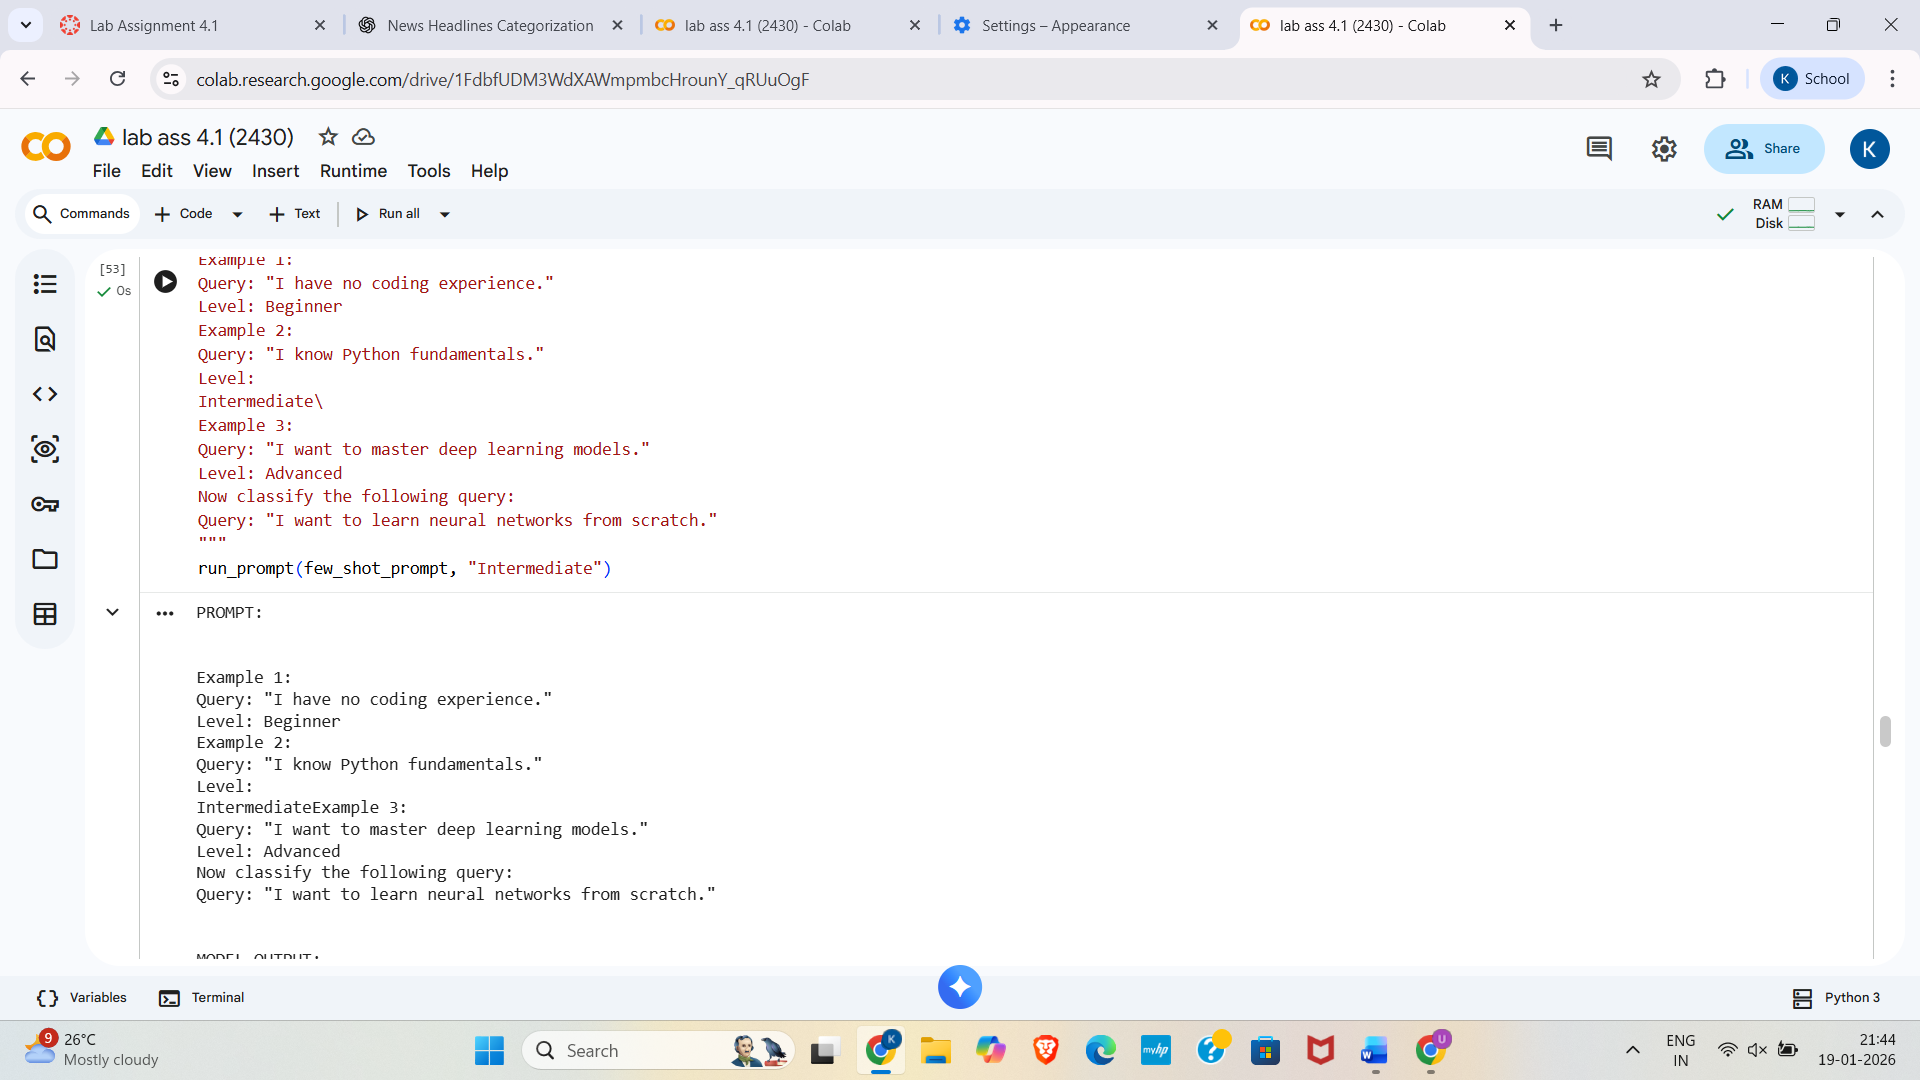 Lab Assignment 4.1
News Headlines Categorization
lab ass 4.1 (2430) - Colab
Settings – Appearance
lab ass 4.1 (2430) - Colab
colab.research.google.com/drive/1FdbfUDM3WdXAWmpmbcHrounY_qRUuOgF
K School
lab ass 4.1 (2430)
File Edit View Insert Runtime Tools Help
Share
K
Commands
Code
Text
Run all
RAM
Disk
[53]
0s
Example 1:
Query: "I have no coding experience."
Level: Beginner
Example 2:
Query: "I know Python fundamentals."
Level:
Intermediate\
Example 3:
Query: "I want to master deep learning models."
Level: Advanced
Now classify the following query:
Query: "I want to learn neural networks from scratch."
"""
run_prompt(few_shot_prompt, "Intermediate")
PROMPT:
Example 1:
Query: "I have no coding experience."
Level: Beginner
Example 2:
Query: "I know Python fundamentals."
Level:
IntermediateExample 3:
Query: "I want to master deep learning models."
Level: Advanced
Now classify the following query:
Query: "I want to learn neural networks from scratch."
MODEL OUTPUT:
Variables
Terminal
Python 3
9
26°C
Mostly cloudy
Search
K
myhp
W
U
ENG
IN
21:44
19-01-2026